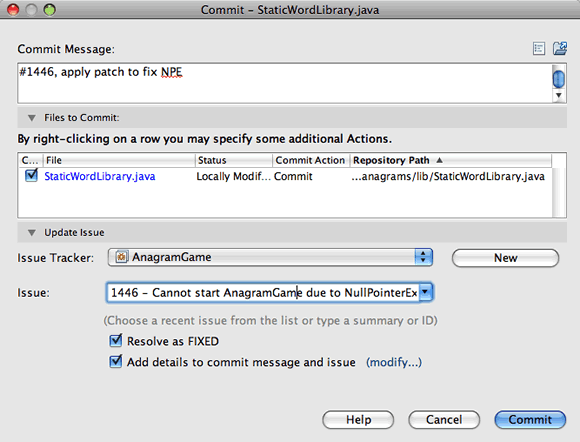 Commit – StaticWordLibrary.java
Commit Message:
#1446, apply patch to fix NPE
Files to Commit:
By right-clicking on a row you may specify some additional Actions.
C... File Status Commit Action Repository Path
StaticWordLibrary.java Locally Modif... Commit ...anagrams/lib/StaticWordLibrary.java
Update Issue
Issue Tracker: AnagramGame New
Issue: 1446 – Cannot start AnagramGame due to NullPointerEx
(Choose a recent issue from the list or type a summary or ID)
Resolve as FIXED
Add details to commit message and issue (modify...)
Help Cancel Commit